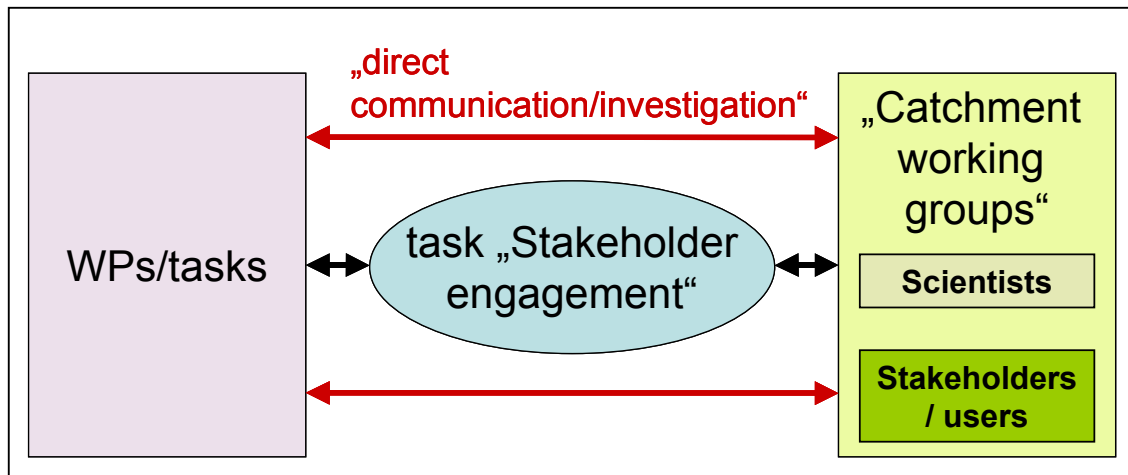 „direct
communication/investigation“
WPs/tasks
task „Stakeholder
engagement“
„Catchment
working
groups“
Scientists
Stakeholders
/ users